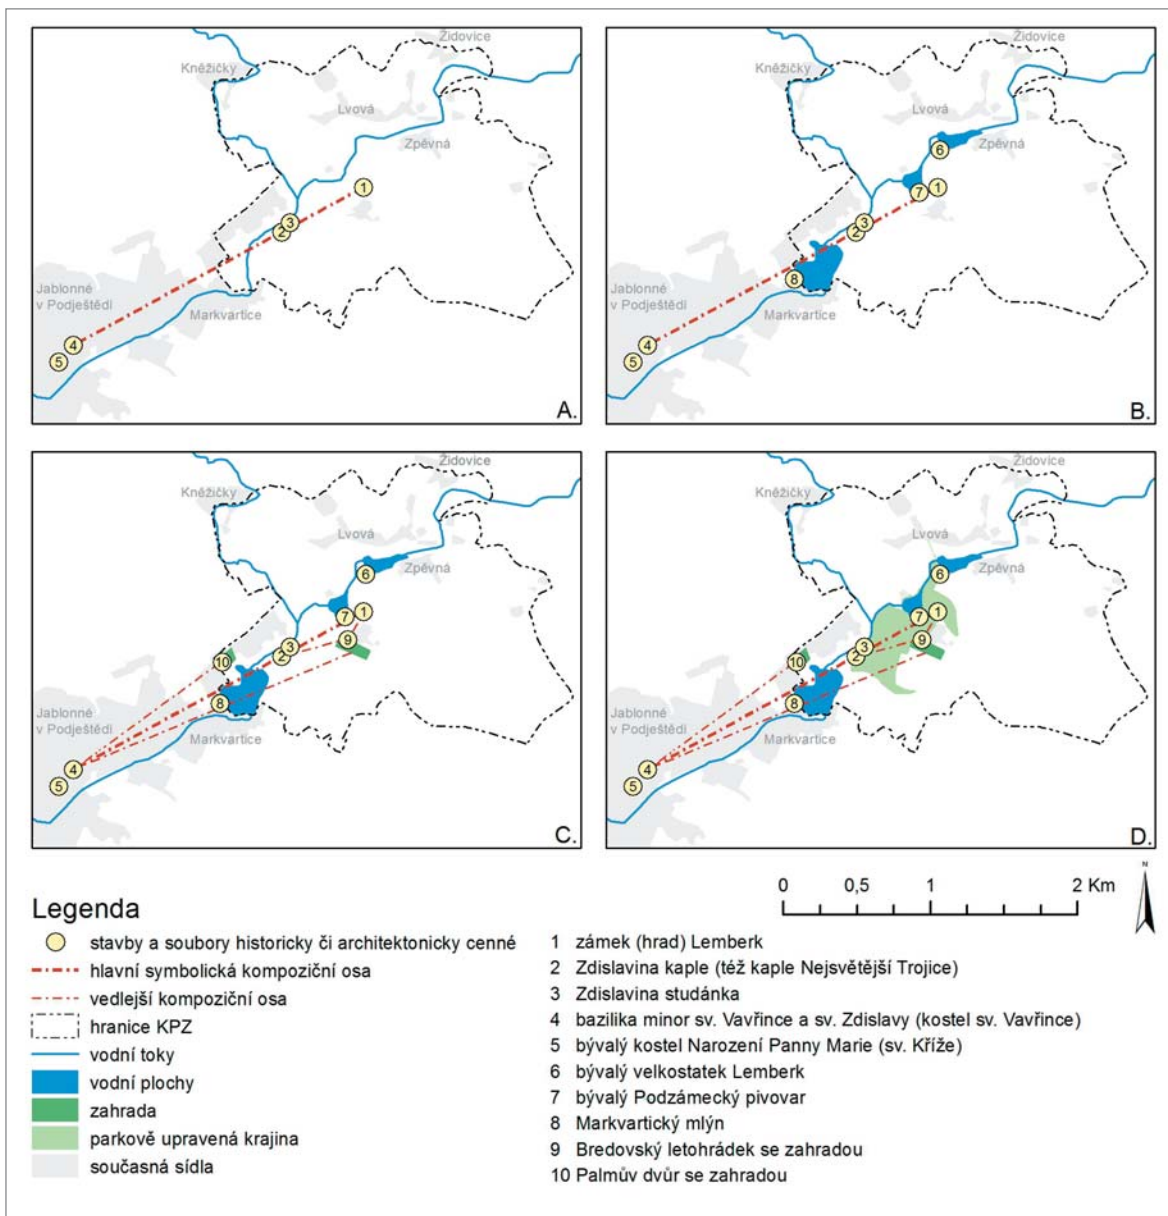 Židovice
Kněžičky
Lvová
Zpěvná
1
3
2
Jablonné
v Podještědí
Markvartice
4
5
A.
Židovice
Kněžičky
Lvová
6
Zpěvná
7
1
3
2
8
Jablonné
v Podještědí
Markvartice
4
5
B.
Židovice
Kněžičky
Lvová
6
Zpěvná
7
1
9
3
2
10
8
Jablonné
v Podještědí
Markvartice
4
5
C.
Židovice
Kněžičky
Lvová
6
Zpěvná
7
1
9
3
2
10
8
Jablonné
v Podještědí
Markvartice
4
5
D.
0 0,5 1 2 Km
N
Legenda
stavby a soubory historicky či architektonicky cenné
hlavní symbolická kompoziční osa
vedlejší kompoziční osa
hranice KPZ
vodní toky
vodní plochy
zahrada
parkově upravená krajina
současná sídla
1 zámek (hrad) Lemberk
2 Zdislavina kaple (též kaple Nejsvětější Trojice)
3 Zdislavina studánka
4 bazilika minor sv. Vavřince a sv. Zdislavy (kostel sv. Vavřince)
5 bývalý kostel Narození Panny Marie (sv. Kříže)
6 bývalý velkostatek Lemberk
7 bývalý Podzámecký pivovar
8 Markvartický mlýn
9 Bredovský letohrádek se zahradou
10 Palmův dvůr se zahradou